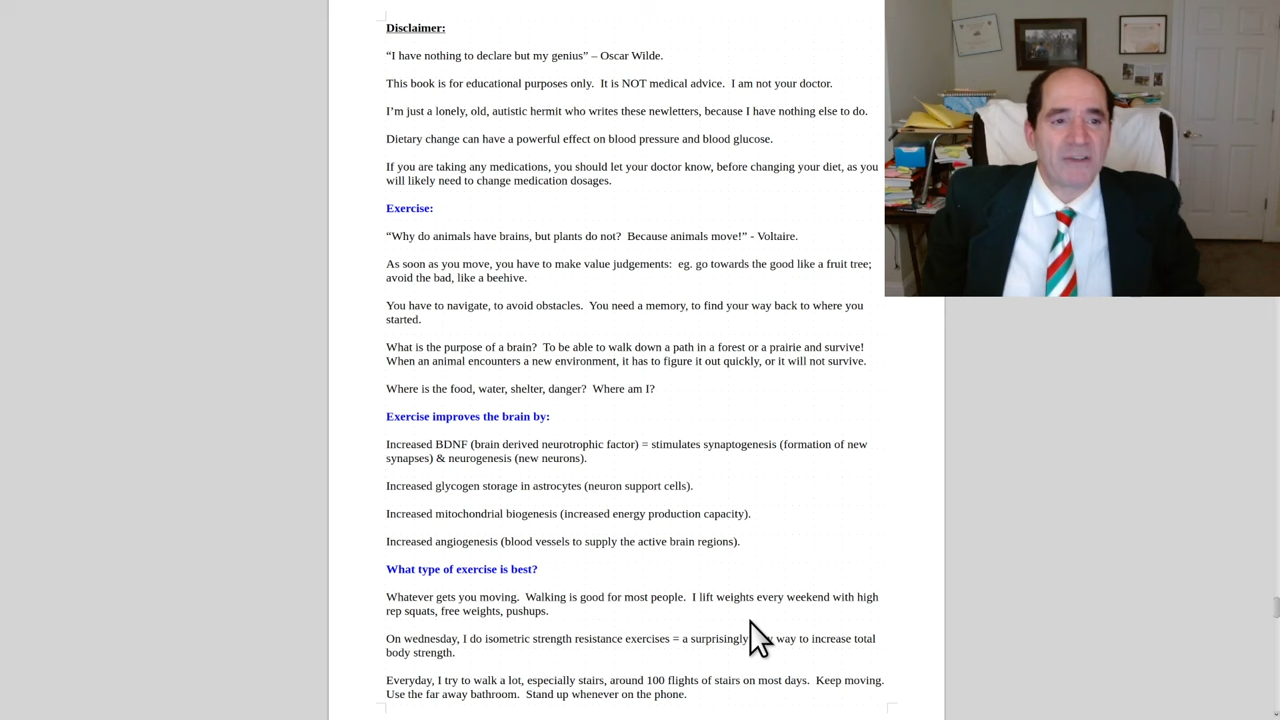 Disclaimer:
“I have nothing to declare but my genius” – Oscar Wilde.
This book is for educational purposes only.  It is NOT medical advice.  I am not your doctor.
I’m just a lonely, old, autistic hermit who writes these newletters, because I have nothing else to do.
Dietary change can have a powerful effect on blood pressure and blood glucose.
If you are taking any medications, you should let your doctor know, before changing your diet, as you
will likely need to change medication dosages.
Exercise:
“Why do animals have brains, but plants do not?  Because animals move!” - Voltaire.
As soon as you move, you have to make value judgements:  eg. go towards the good like a fruit tree;
avoid the bad, like a beehive.
You have to navigate, to avoid obstacles.  You need a memory, to find your way back to where you
started.
What is the purpose of a brain?  To be able to walk down a path in a forest or a prairie and survive!
When an animal encounters a new environment, it has to figure it out quickly, or it will not survive.
Where is the food, water, shelter, danger?  Where am I?
Exercise improves the brain by:
Increased BDNF (brain derived neurotrophic factor) = stimulates synaptogenesis (formation of new
synapses) & neurogenesis (new neurons).
Increased glycogen storage in astrocytes (neuron support cells).
Increased mitochondrial biogenesis (increased energy production capacity).
Increased angiogenesis (blood vessels to supply the active brain regions).
What type of exercise is best?
Whatever gets you moving.  Walking is good for most people.  I lift weights every weekend with high
rep squats, free weights, pushups.
On wednesday, I do isometric strength resistance exercises = a surprisingly way to increase total
body strength.
Everyday, I try to walk a lot, especially stairs, around 100 flights of stairs on most days.  Keep moving.
Use the far away bathroom.  Stand up whenever on the phone.